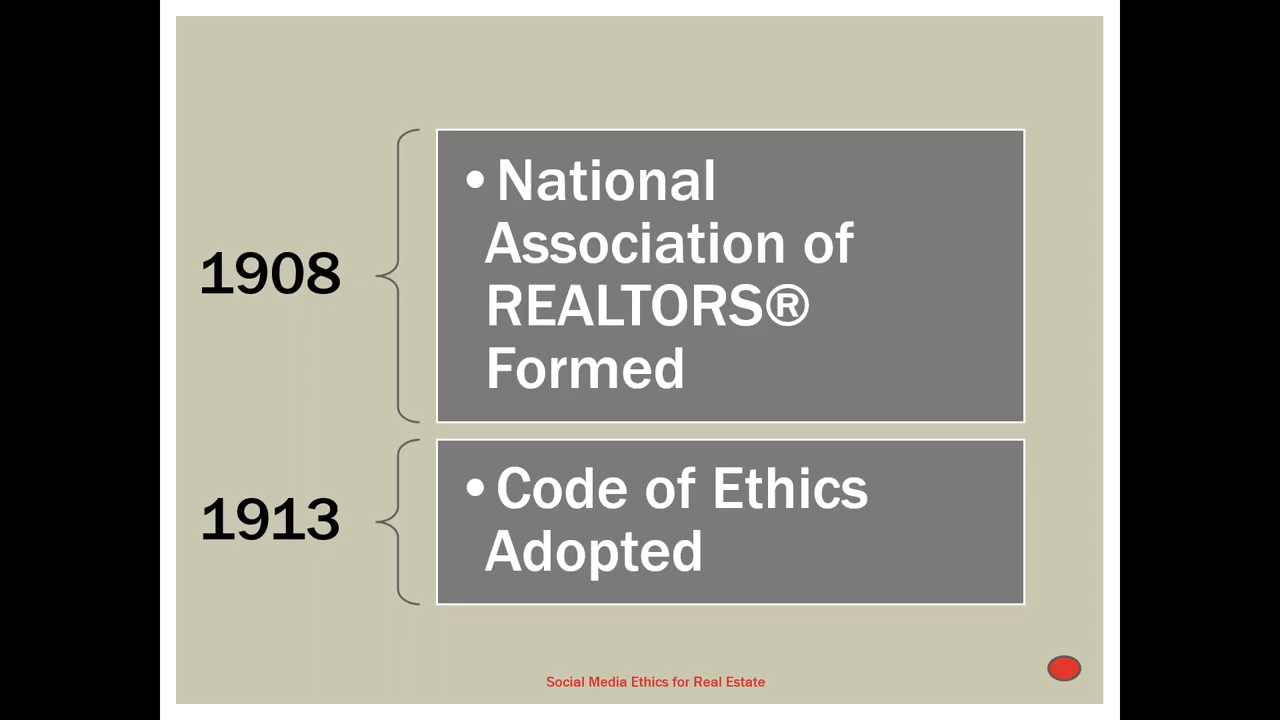 1908
• National
Association of
REALTORS®
Formed
1913
• Code of Ethics
Adopted
Social Media Ethics for Real Estate